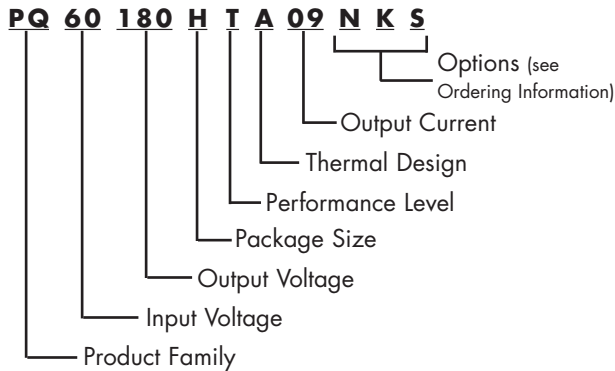 PQ 60 180 H T A 09 N K S
Options (see
Ordering Information)
Output Current
Thermal Design
Performance Level
Package Size
Output Voltage
Input Voltage
Product Family